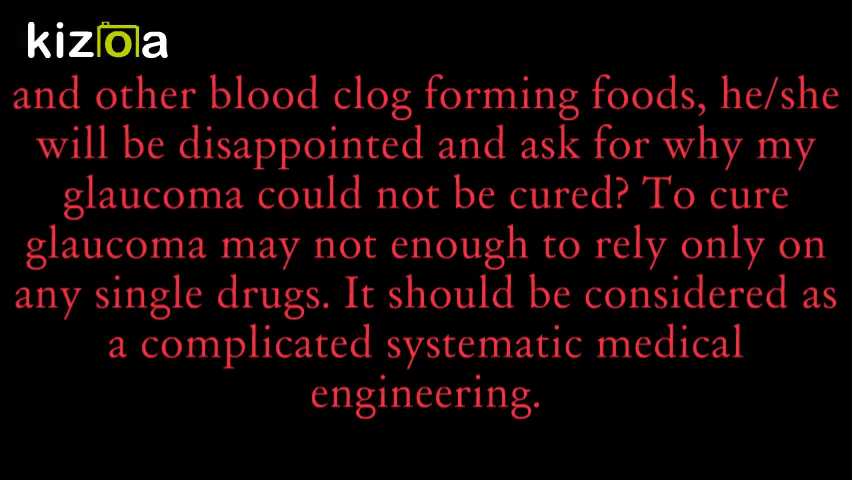 kizoa
and other blood clog forming foods, he/she
will be disappointed and ask for why my
glaucoma could not be cured? To cure
glaucoma may not enough to rely only on
any single drugs. It should be considered as
a complicated systematic medical
engineering.